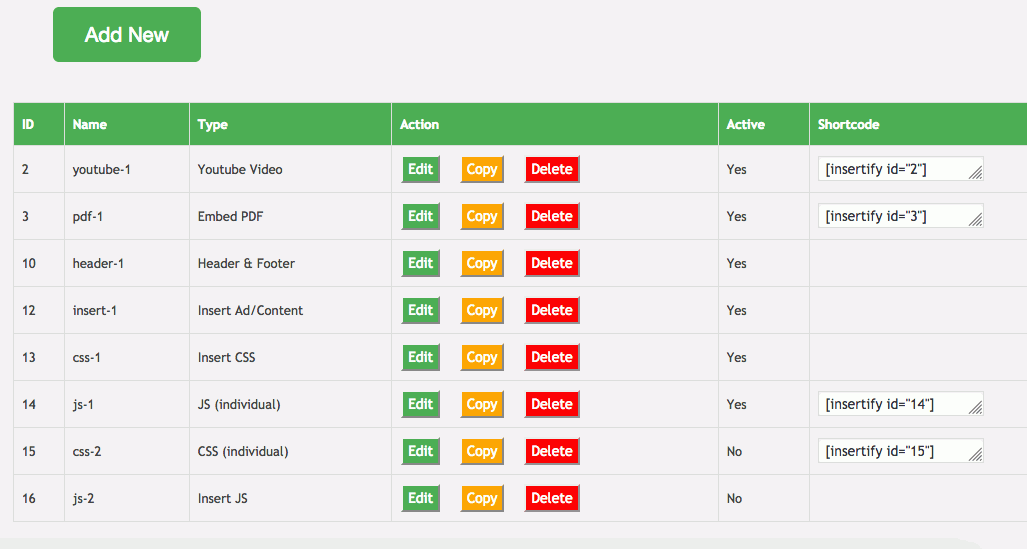 Add New
ID Name Type Action Active Shortcode
2 youtube-1 Youtube Video Edit Copy Delete Yes [insertify id="2"]
3 pdf-1 Embed PDF Edit Copy Delete Yes [insertify id="3"]
10 header-1 Header & Footer Edit Copy Delete Yes
12 insert-1 Insert Ad/Content Edit Copy Delete Yes
13 css-1 Insert CSS Edit Copy Delete Yes
14 js-1 JS (individual) Edit Copy Delete Yes [insertify id="14"]
15 css-2 CSS (individual) Edit Copy Delete No [insertify id="15"]
16 js-2 Insert JS Edit Copy Delete No